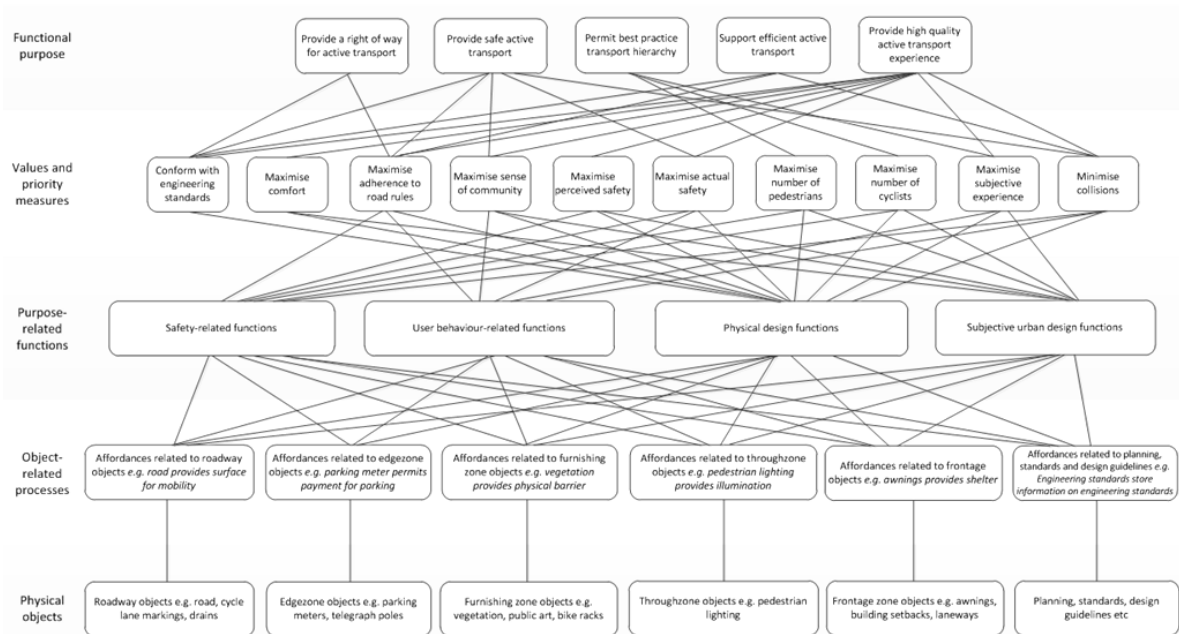 Functional
purpose
Provide a right of way
for active transport
Provide safe active
transport
Permit best practice
transport hierarchy
Support efficient active
transport
Provide high quality
active transport
experience
Values and
priority
measures
Conform with
engineering
standards
Maximise
comfort
Maximise
adherence to
road rules
Maximise sense
of community
Maximise
perceived safety
Maximise actual
safety
Maximise
number of
pedestrians
Maximise
number of
cyclists
Maximise
subjective
experience
Minimise
collisions
Purpose-
related
functions
Safety-related functions
User behaviour-related functions
Physical design functions
Subjective urban design functions
Object-
related
processes
Affordances related to roadway
objects e.g. road provides surface
for mobility
Affordances related to edgezone
objects e.g. parking meter permits
payment for parking
Affordances related to furnishing
zone objects e.g. vegetation
provides physical barrier
Affordances related to throughzone
objects e.g. pedestrian lighting
provides illumination
Affordances related to frontage
objects e.g. awnings provides shelter
Affordances related to planning,
standards and design guidelines e.g.
Engineering standards store
information on engineering standards
Physical
objects
Roadway objects e.g. road, cycle
lane markings, drains
Edgezone objects e.g. parking
meters, telegraph poles
Furnishing zone objects e.g.
vegetation, public art, bike racks
Throughzone objects e.g. pedestrian
lighting
Frontage zone objects e.g. awnings,
building setbacks, laneways
Planning, standards, design
guidelines etc